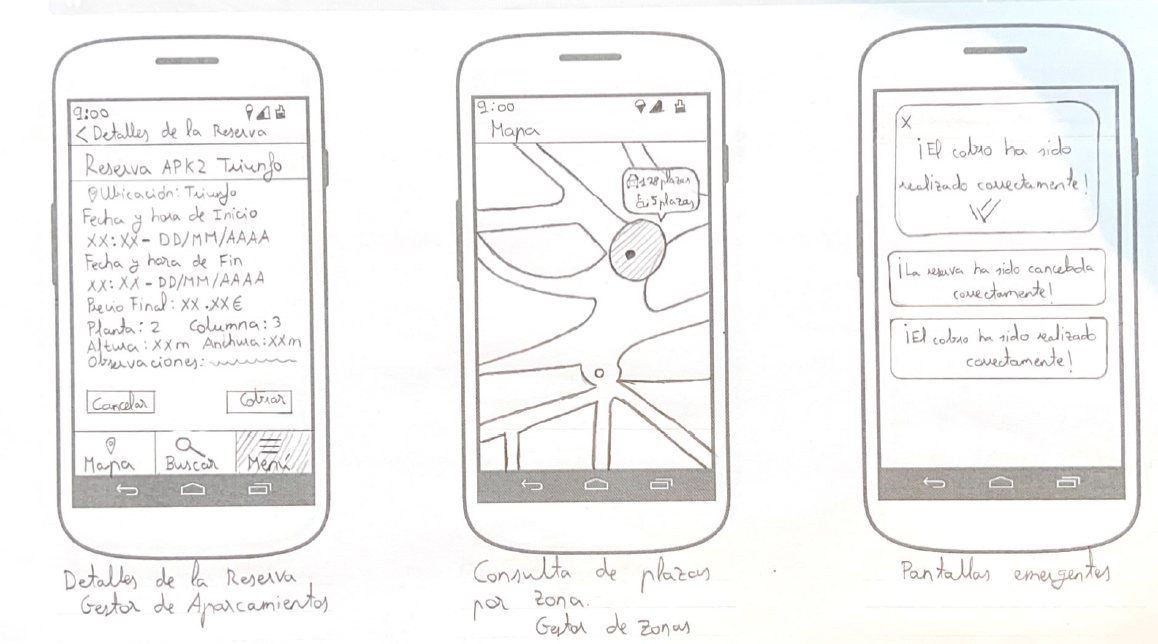 9:00
< Detalles de la Reserva
Reserva APK2 Triunfo
Ubicación: Triunfo
Fecha y hora de Inicio
XX:XX - DD/MM/AAAA
Fecha y hora de Fin
XX:XX - DD/MM/AAAA
Precio Final: XX.XX€
Planta: 2 Columna: 3
Altura: XXm Anchura: XXm
Observaciones:
Cancelar
Cobrar
Mapa
Buscar
Menú
Detalles de la Reserva
Gestor de Aparcamientos
9:00
Mapa
128 plazas
5 plazas
Consulta de plazas
por zona.
Gestor de zonas
X
¡El cobro ha sido
realizado correctamente!
¡La reserva ha sido cancelada
correctamente!
¡El cobro ha sido realizado
correctamente!
Pantallas emergentes